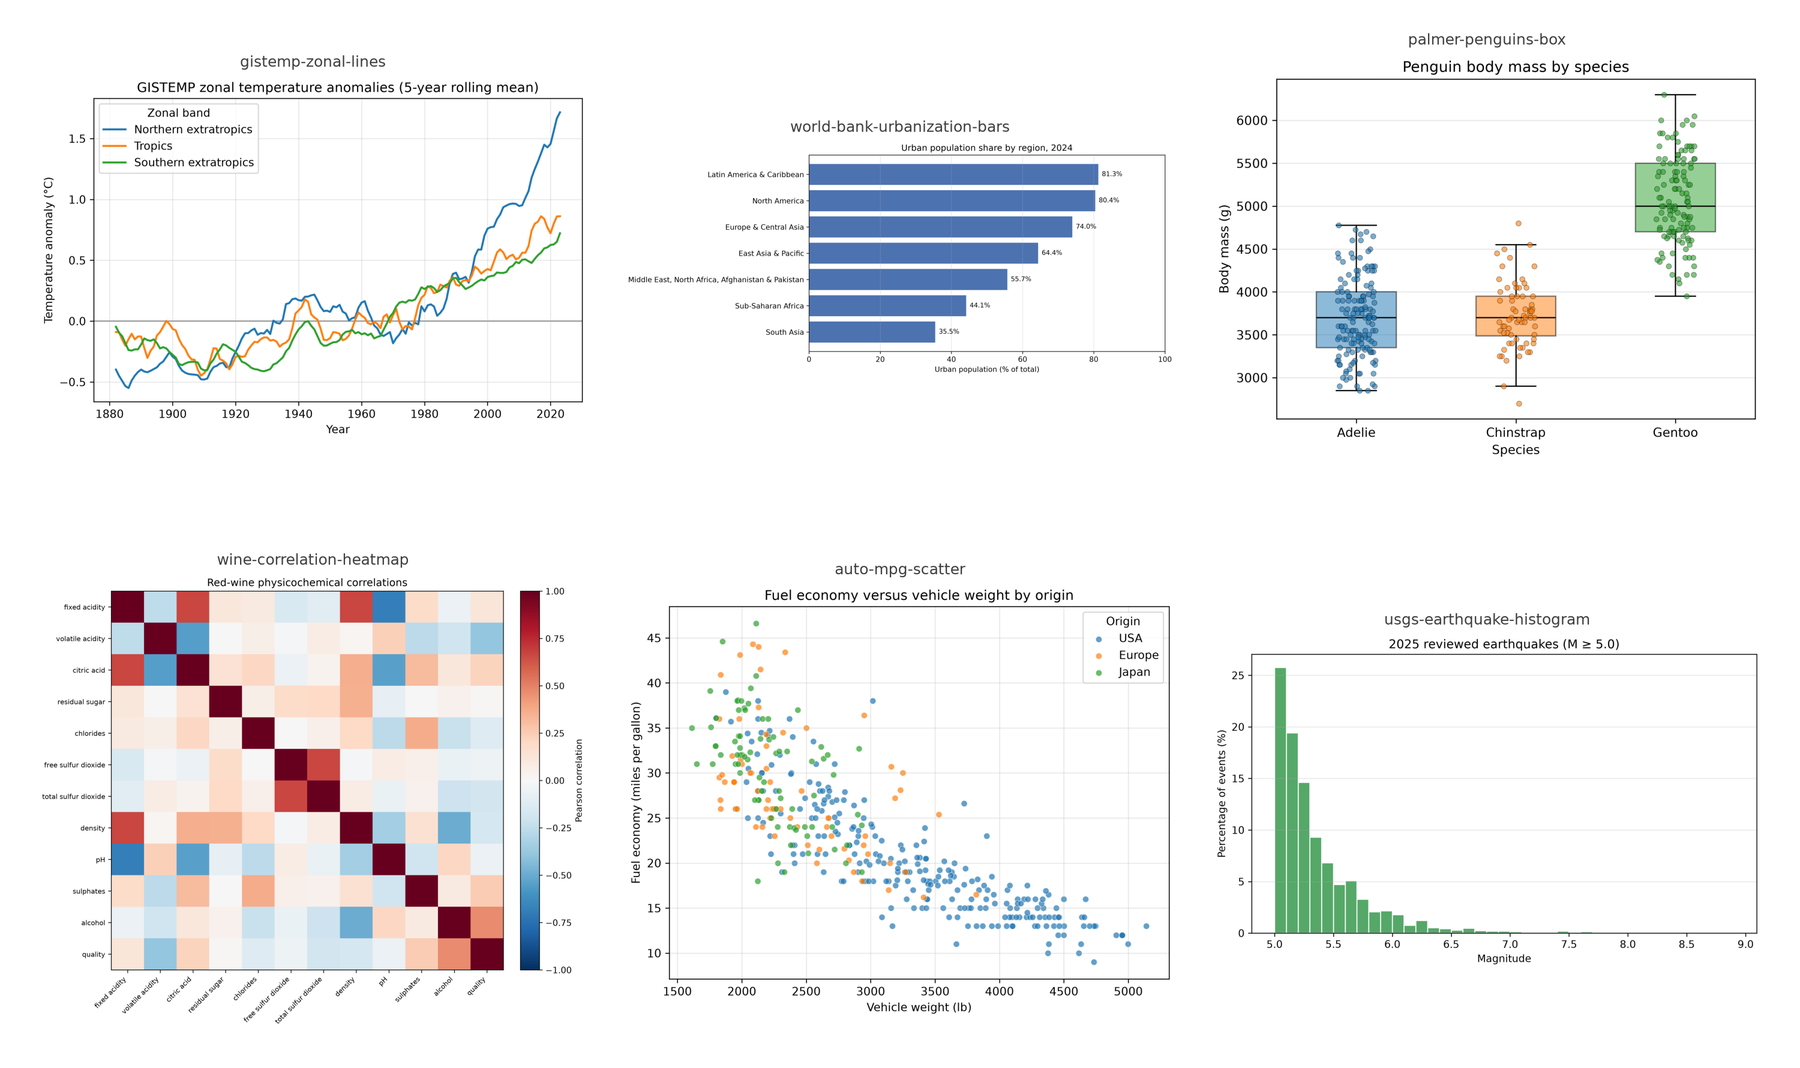 gistemp-zonal-lines
GISTEMP zonal temperature anomalies (5-year rolling mean)
Zonal band
Northern extratropics
Tropics
Southern extratropics
Temperature anomaly (°C)
1.5
1.0
0.5
0.0
−0.5
1880 1900 1920 1940 1960 1980 2000 2020
Year
world-bank-urbanization-bars
Urban population share by region, 2024
Latin America & Caribbean 81.3%
North America 80.4%
Europe & Central Asia 74.0%
East Asia & Pacific 64.4%
Middle East, North Africa, Afghanistan & Pakistan 55.7%
Sub-Saharan Africa 44.1%
South Asia 35.5%
0 20 40 60 80 100
Urban population (% of total)
palmer-penguins-box
Penguin body mass by species
Body mass (g)
6000
5500
5000
4500
4000
3500
3000
Adelie Chinstrap Gentoo
Species
wine-correlation-heatmap
Red-wine physicochemical correlations
fixed acidity
volatile acidity
citric acid
residual sugar
chlorides
free sulfur dioxide
total sulfur dioxide
density
pH
sulphates
alcohol
quality
fixed acidity volatile acidity citric acid residual sugar chlorides free sulfur dioxide total sulfur dioxide density pH sulphates alcohol quality
1.00
0.75
0.50
0.25
0.00
−0.25
−0.50
−0.75
−1.00
Pearson correlation
auto-mpg-scatter
Fuel economy versus vehicle weight by origin
Origin
USA
Europe
Japan
Fuel economy (miles per gallon)
45
40
35
30
25
20
15
10
1500 2000 2500 3000 3500 4000 4500 5000
Vehicle weight (lb)
usgs-earthquake-histogram
2025 reviewed earthquakes (M ≥ 5.0)
Percentage of events (%)
25
20
15
10
5
0
5.0 5.5 6.0 6.5 7.0 7.5 8.0 8.5 9.0
Magnitude